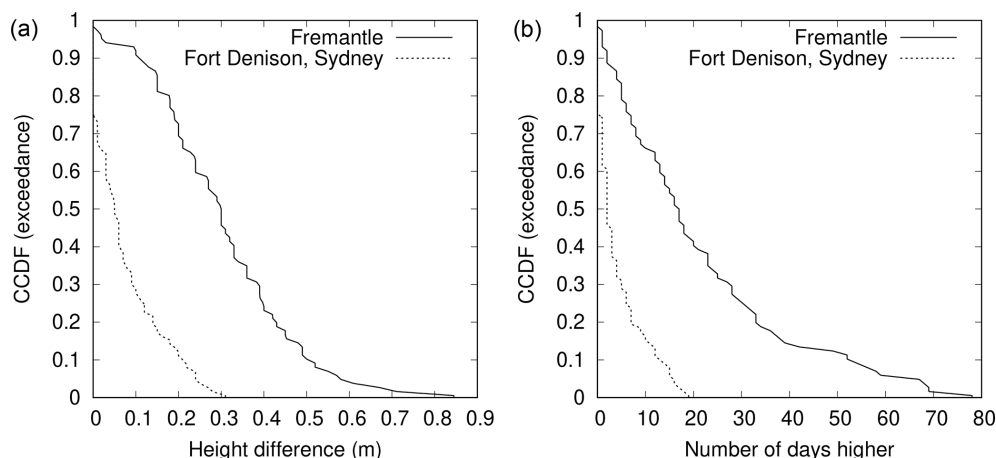 (a)
Fremantle
Fort Denison, Sydney
CCDF (exceedance)
1
0.9
0.8
0.7
0.6
0.5
0.4
0.3
0.2
0.1
0
0 0.1 0.2 0.3 0.4 0.5 0.6 0.7 0.8 0.9
Height difference (m)
(b)
Fremantle
Fort Denison, Sydney
CCDF (exceedance)
1
0.9
0.8
0.7
0.6
0.5
0.4
0.3
0.2
0.1
0
0 10 20 30 40 50 60 70 80
Number of days higher